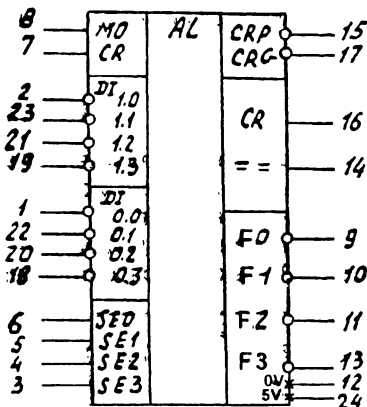 8 MO AL CRP 15
7 CR CRG 17
2 DI 1.0
23 1.1 CR 16
21 1.2
19 1.3 == 14
1 DI 0.0
22 0.1 F0 9
20 0.2
18 0.3 F1 10
6 SE0 F2 11
5 SE1
4 SE2 F3 13
3 SE3 0V 12
5V 24